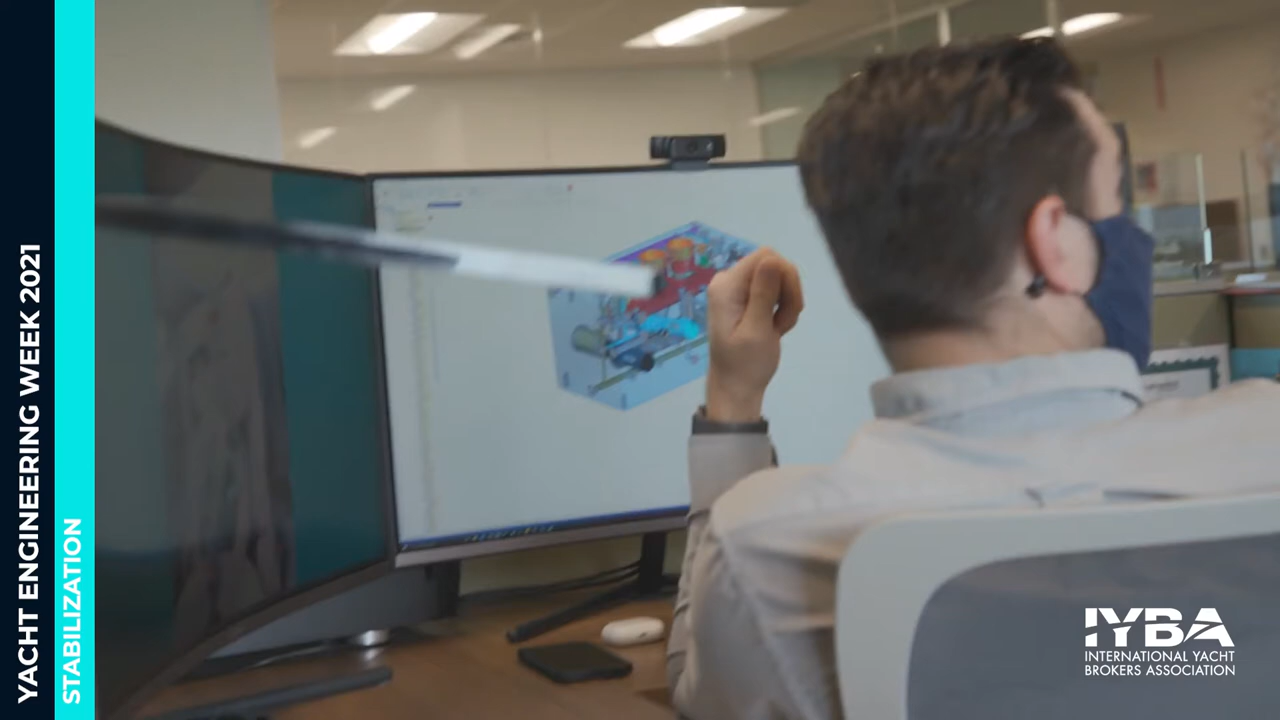 YACHT ENGINEERING WEEK 2021
STABILIZATION
IYBA
INTERNATIONAL YACHT
BROKERS ASSOCIATION